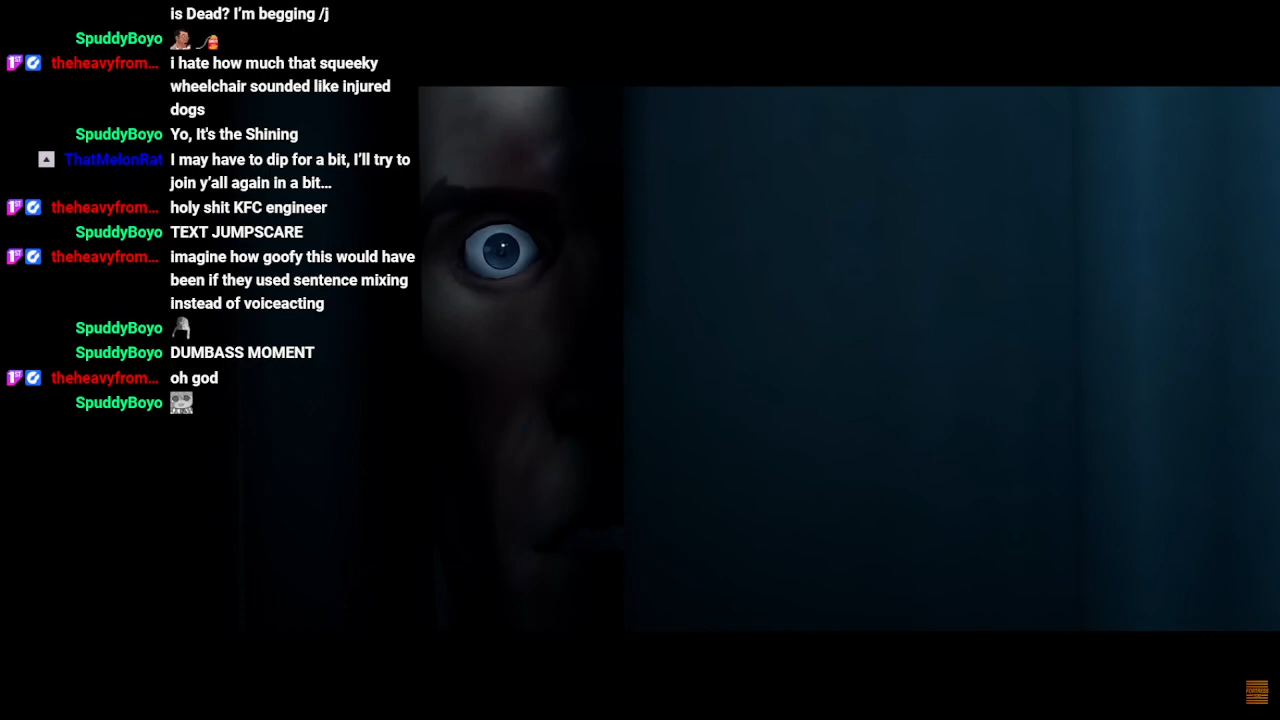 is Dead? I’m begging /j
SpuddyBoyo
theheavyfrom... i hate how much that squeeky
wheelchair sounded like injured
dogs
SpuddyBoyo Yo, It's the Shining
ThatMelonRat I may have to dip for a bit, I’ll try to
join y’all again in a bit...
theheavyfrom... holy shit KFC engineer
SpuddyBoyo TEXT JUMPSCARE
theheavyfrom... imagine how goofy this would have
been if they used sentence mixing
instead of voiceacting
SpuddyBoyo
SpuddyBoyo DUMBASS MOMENT
theheavyfrom... oh god
SpuddyBoyo
FORTRESS